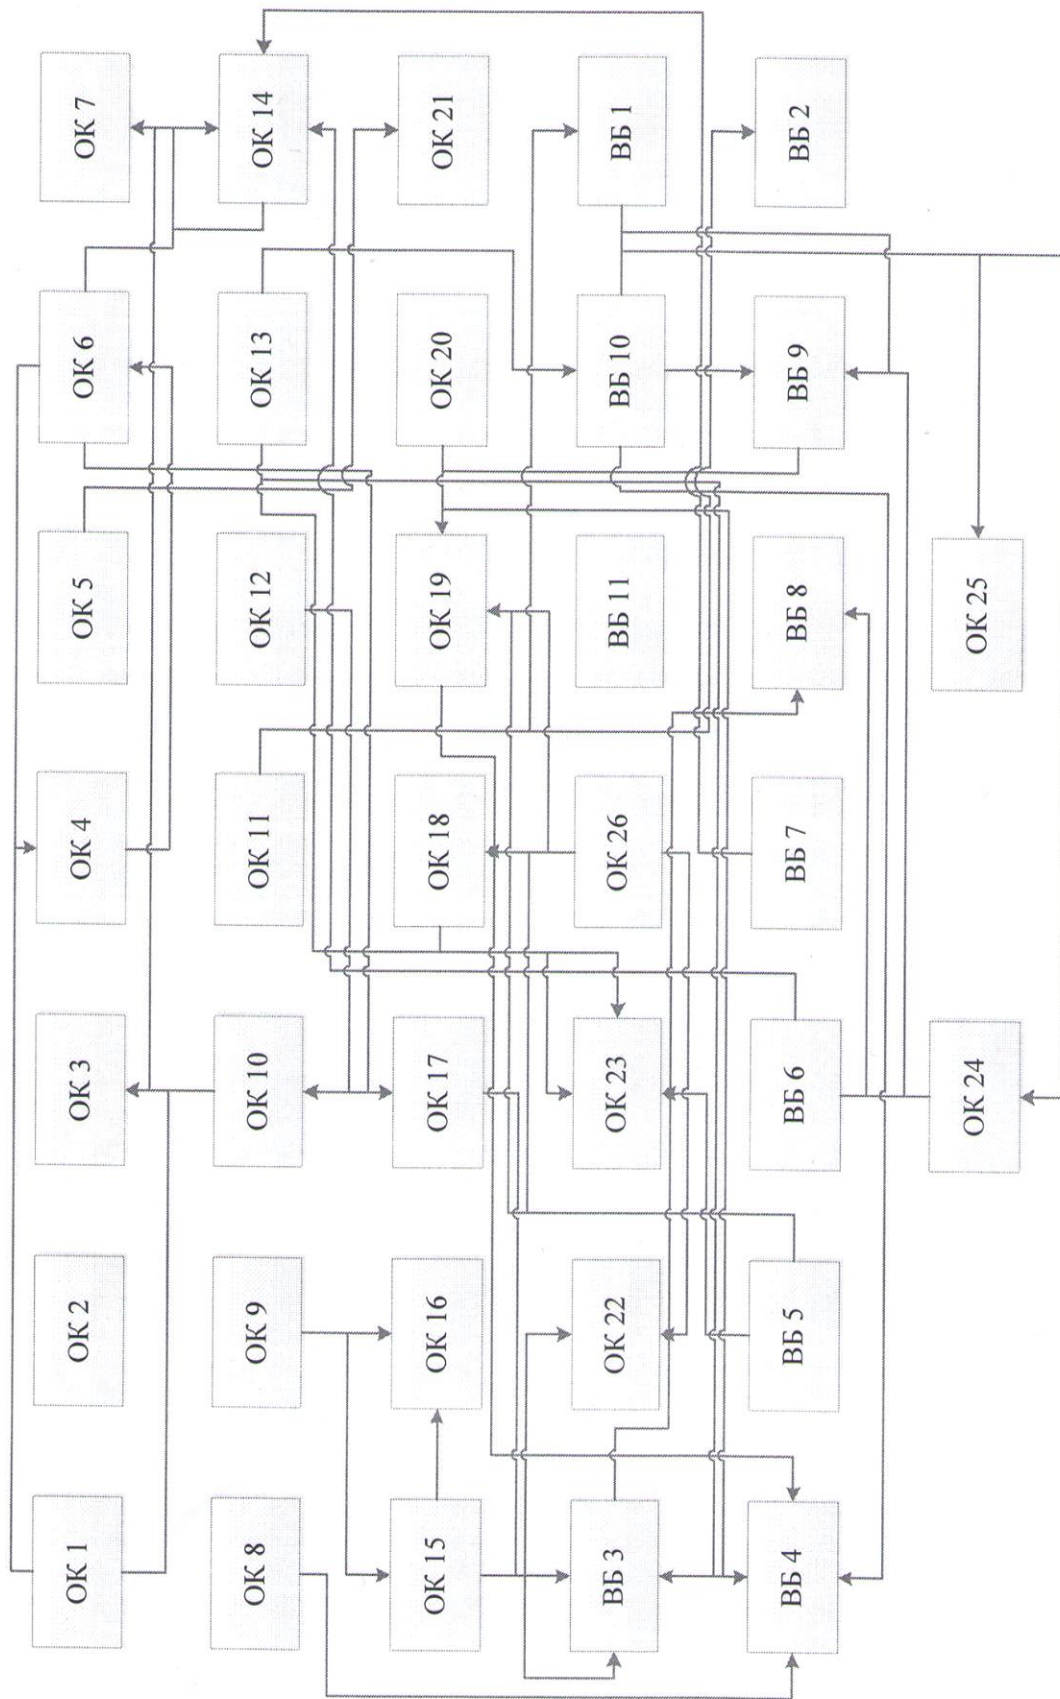 ОК 1
ОК 2
ОК 3
ОК 4
ОК 5
ОК 6
ОК 7
ОК 8
ОК 9
ОК 10
ОК 11
ОК 12
ОК 13
ОК 14
ОК 15
ОК 16
ОК 17
ОК 18
ОК 19
ОК 20
ОК 21
ВБ 3
ОК 22
ОК 23
ОК 26
ВБ 11
ВБ 10
ВБ 1
ВБ 4
ВБ 5
ВБ 6
ВБ 7
ВБ 8
ВБ 9
ВБ 2
ОК 24
ОК 25